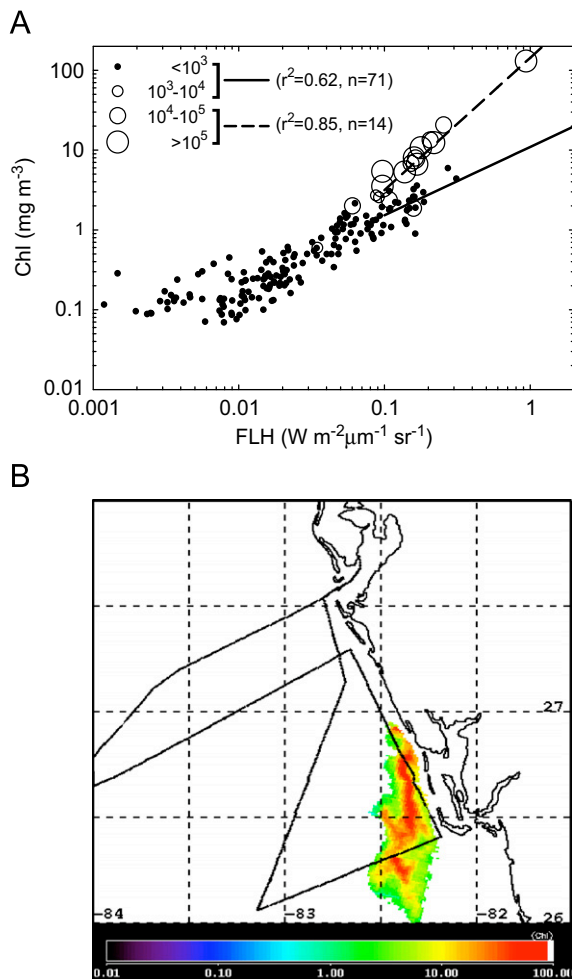 A
100
10
1
0.1
0.01
Chl (mg m-3)
<10³
10³-10⁴
10⁴-10⁵
>10⁵
(r²=0.62, n=71)
(r²=0.85, n=14)
0.001 0.01 0.1 1
FLH (W m-2μm-1 sr-1)
B
27
-84 -83 -82 26
(Chl)
0.01 0.10 1.00 10.00 100.00